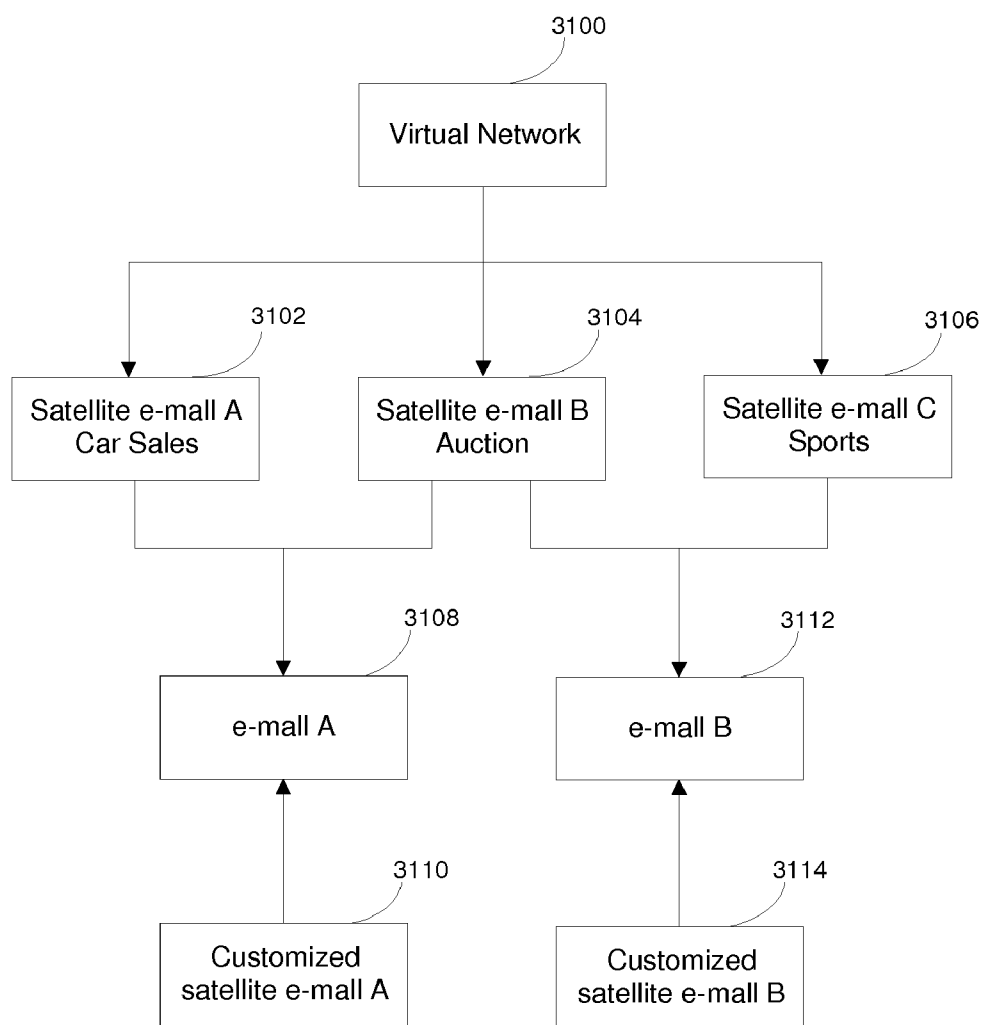 3100
Virtual Network
3102
3104
3106
Satellite e-mall A
Car Sales
Satellite e-mall B
Auction
Satellite e-mall C
Sports
3108
3112
e-mall A
e-mall B
3110
3114
Customized
satellite e-mall A
Customized
satellite e-mall B